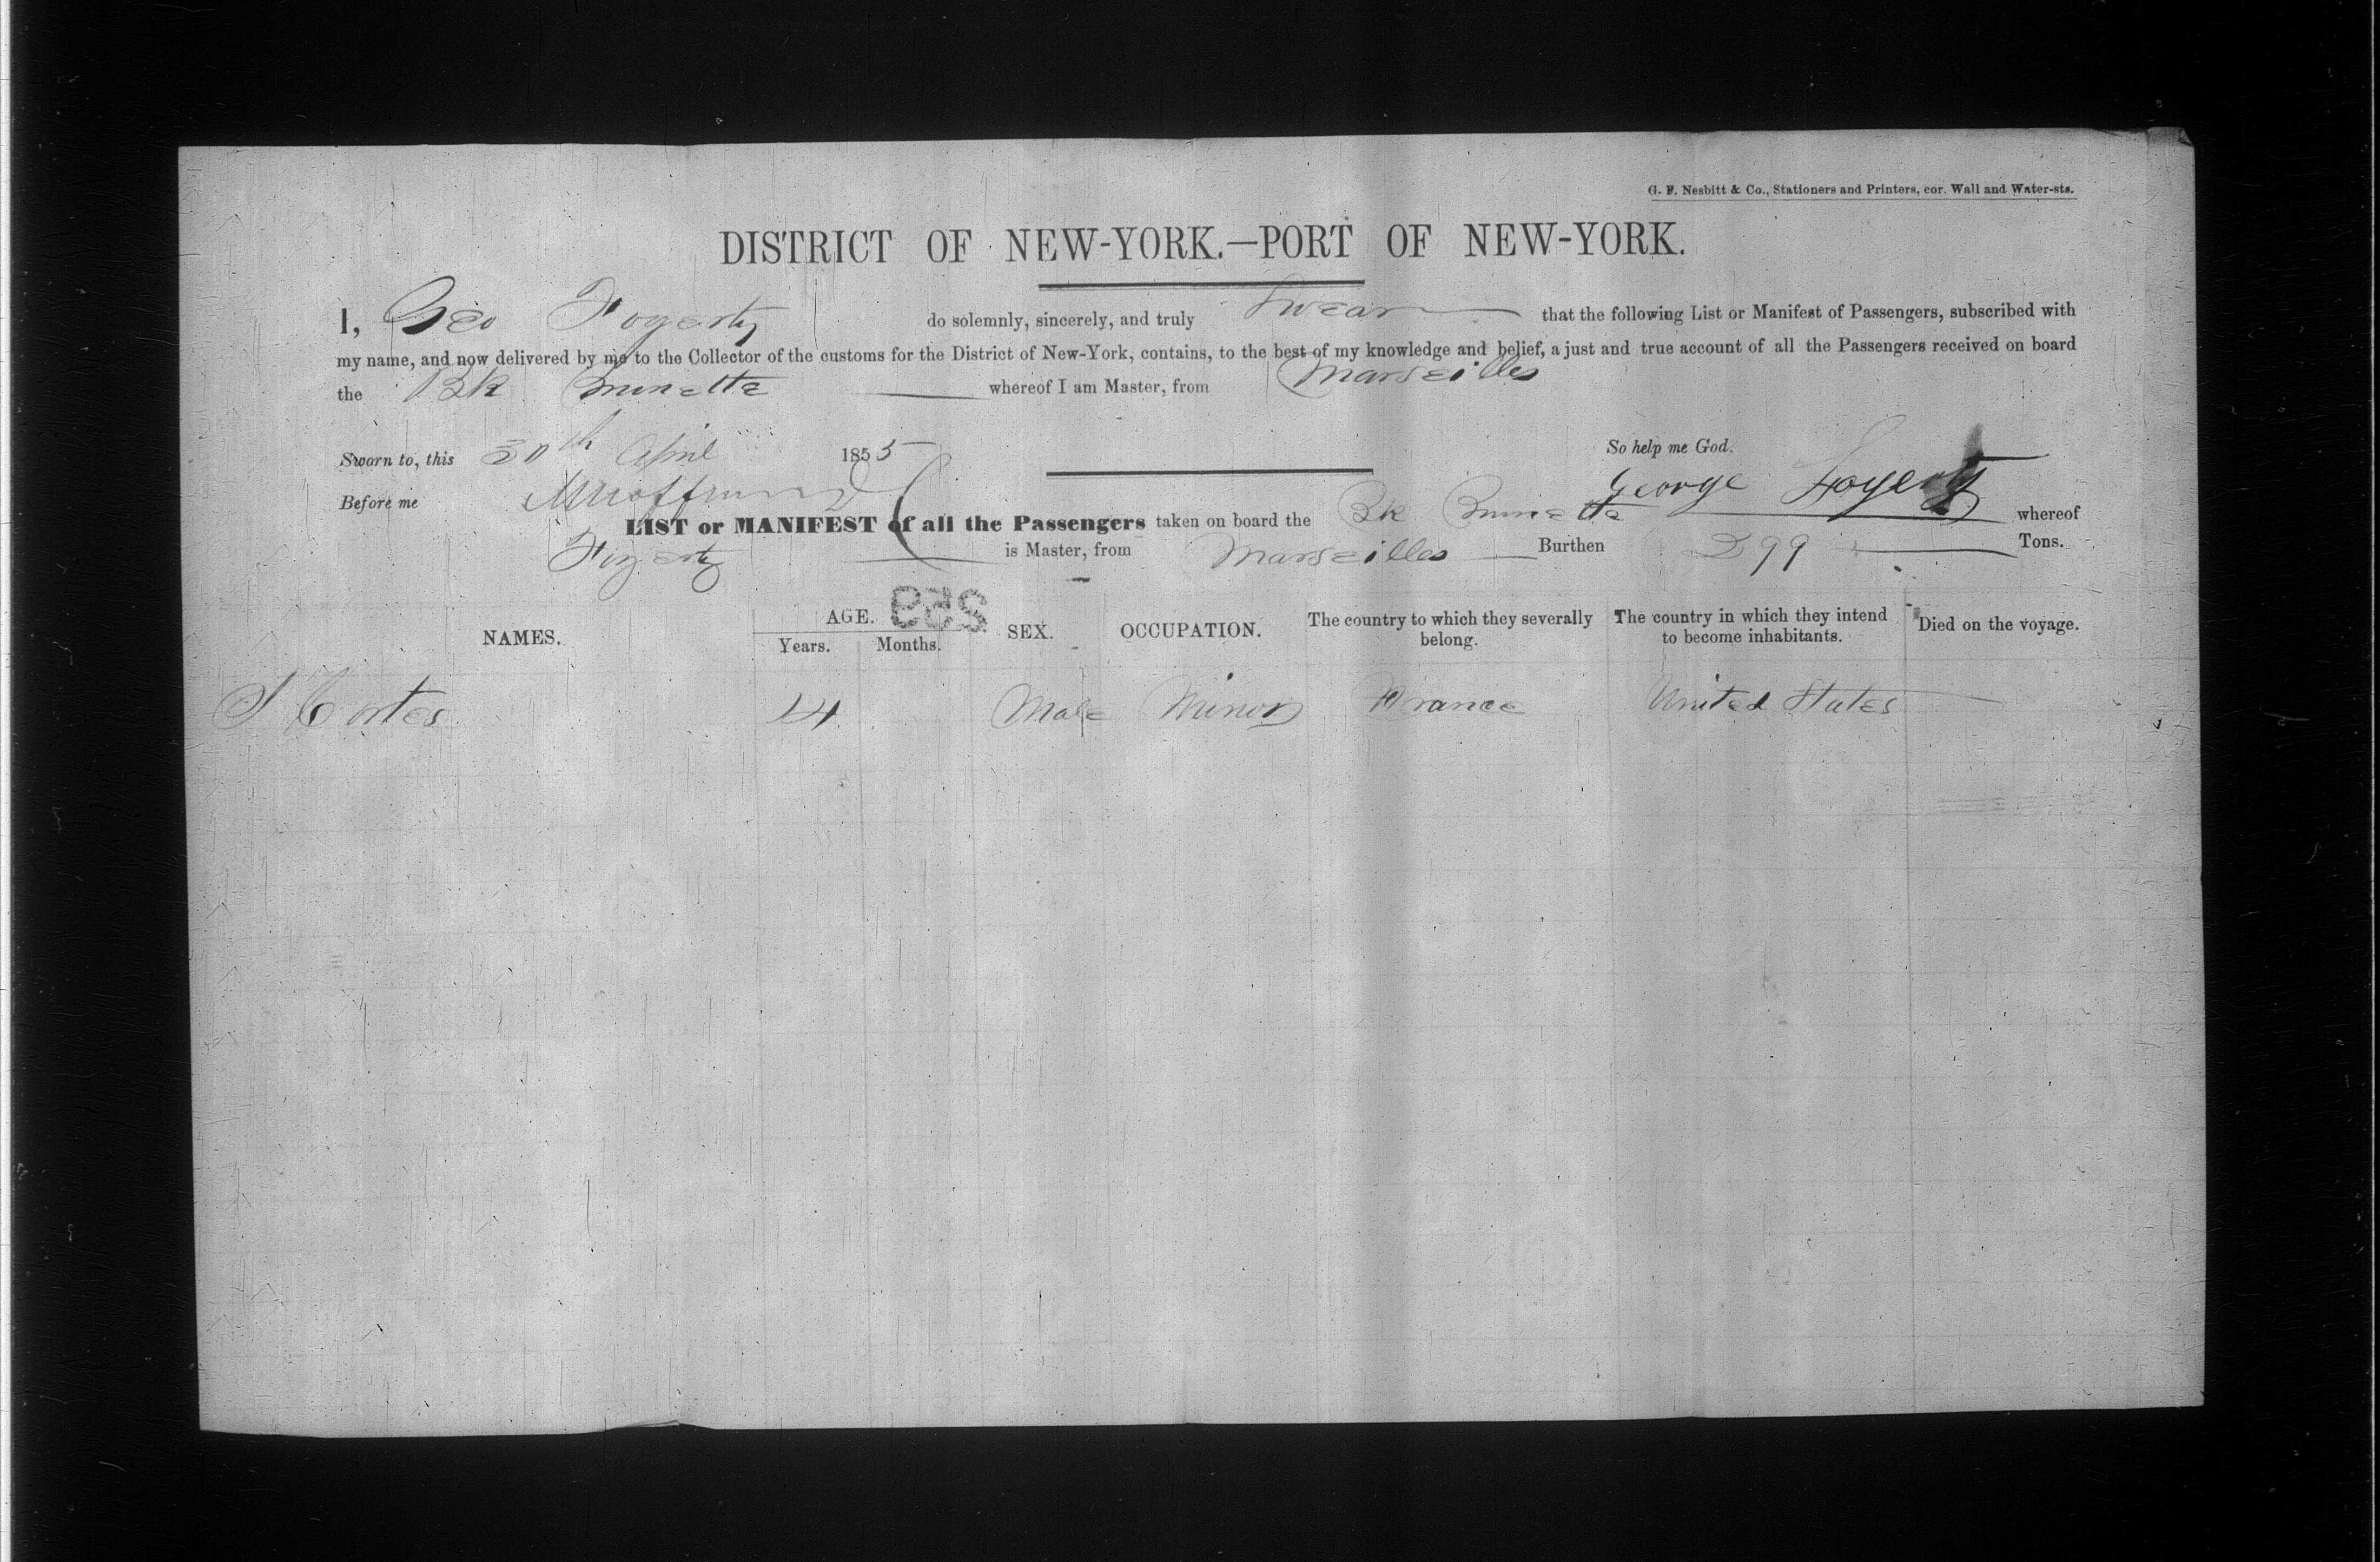 G. F. Nesbitt & Co., Stationers and Printers, cor. Wall and Water-sts.
DISTRICT OF NEW-YORK.—PORT OF NEW-YORK.
I, Geo Fogerty do solemnly, sincerely, and truly Swear that the following List or Manifest of Passengers, subscribed with
my name, and now delivered by me to the Collector of the customs for the District of New-York, contains, to the best of my knowledge and belief, a just and true account of all the Passengers received on board
the Bk whereof I am Master, from Marseilles
So help me God.
Sworn to, this 30th April 1855
George Fogerty
Before me
LIST or MANIFEST of all the Passengers taken on board the Bk whereof
Fogerty is Master, from Marseilles Burthen 299 Tons.
NAMES. AGE. Years. Months. SEX. OCCUPATION. The country to which they severally belong. The country in which they intend to become inhabitants. Died on the voyage.
Cortes 14 Male Minor France United States